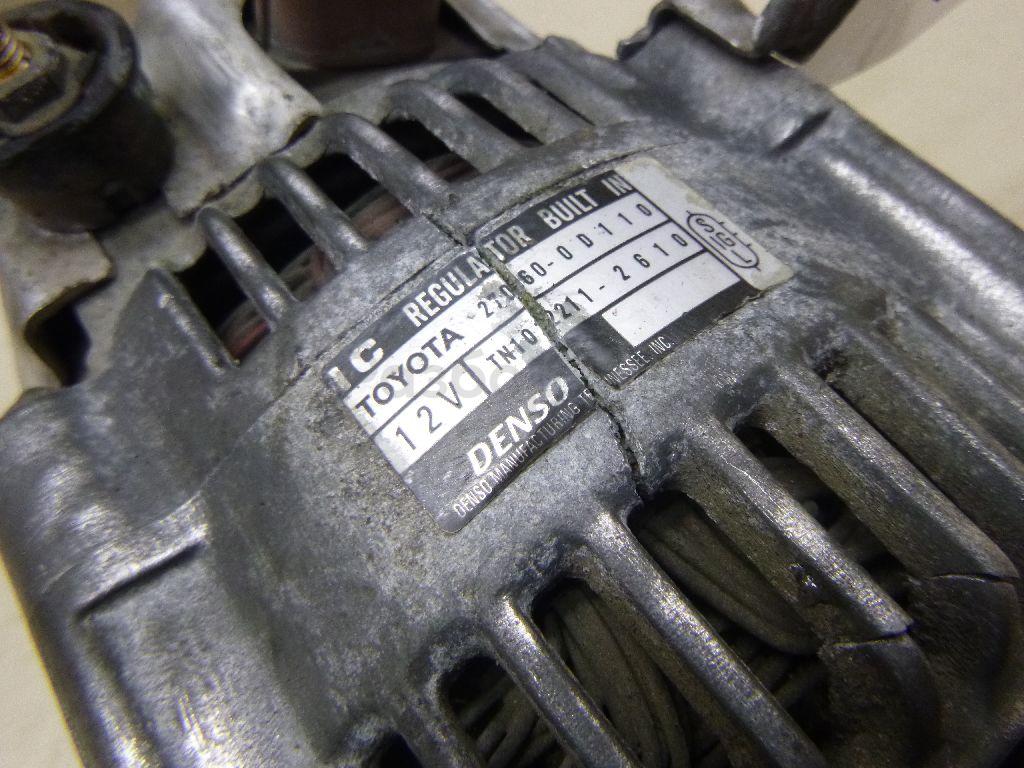 IC REGULATOR BUILT IN
TOYOTA 27060-0D110
12V TN102211-2610
DENSO
DENSO MANUFACTURING TENNESSEE, INC.